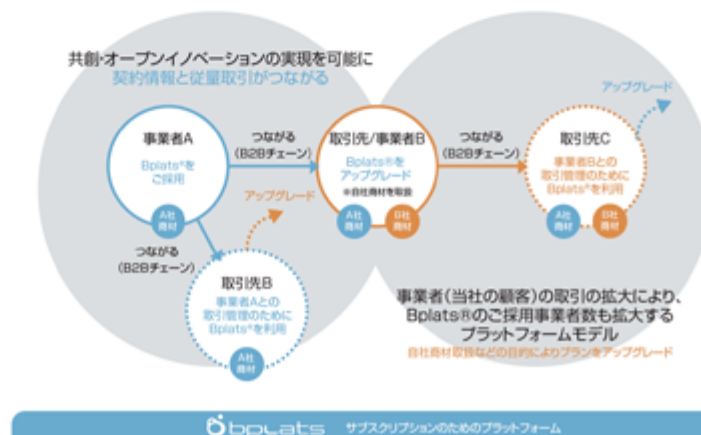 共創・オープンイノベーションの実現を可能に
契約情報と従量取引がつながる
事業者A
Bplats®を
ご採用
A社
商材
つながる
(B2Bチェーン)
取引先/事業者B
Bplats®を
アップグレード
※自社商材を取扱
A社
商材
B社
商材
つながる
(B2Bチェーン)
取引先C
事業者Bとの
取引管理のために
Bplats®を利用
A社
商材
B社
商材
アップグレード
つながる
(B2Bチェーン)
アップグレード
取引先B
事業者Aとの
取引管理のために
Bplats®を利用
A社
商材
事業者(当社の顧客)の取引の拡大により、
Bplats®のご採用事業者数も拡大する
プラットフォームモデル
自社商材取扱などの目的によりプランをアップグレード
bplats サブスクリプションのためのプラットフォーム